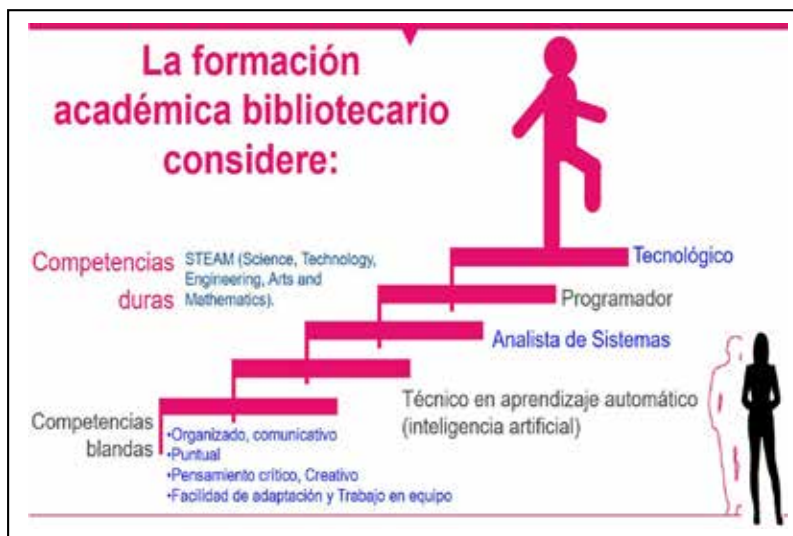 La formación
académica bibliotecario
considere:
Competencias
duras
STEAM (Science, Technology,
Engineering, Arts and
Mathematics).
Tecnológico
Programador
Analista de Sistemas
Técnico en aprendizaje automático
(inteligencia artificial)
Competencias
blandas
•Organizado, comunicativo
•Puntual
•Pensamiento crítico, Creativo
•Facilidad de adaptación y Trabajo en equipo